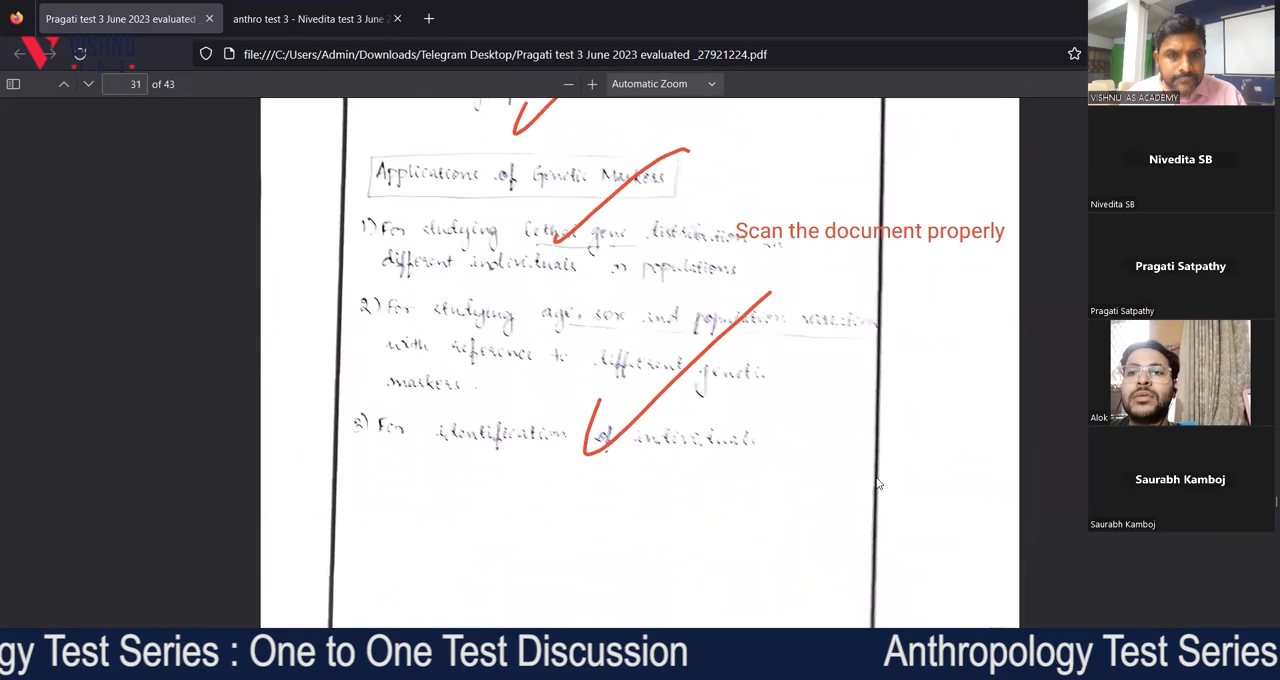 Pragati test 3 June 2023 evaluated
anthro test 3 - Nivedita test 3 June 2
VISHNU
IAS
file:///C:/Users/Admin/Downloads/Telegram Desktop/Pragati test 3 June 2023 evaluated _27921224.pdf
31 of 43
Automatic Zoom
Applications of Genetic Markers
1) For studying lethal gene distribution in
Scan the document properly
different individuals or populations
2) For studying age, sex and population variation
with reference to different genetic
markers.
3) For identification of individuals
VISHNU IAS ACADEMY
Nivedita SB
Nivedita SB
Pragati Satpathy
Pragati Satpathy
Alok
Saurabh Kamboj
Saurabh Kamboj
gy Test Series : One to One Test Discussion
Anthropology Test Series